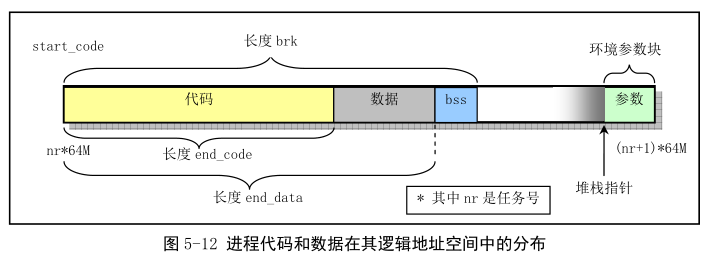 start_code
长度 brk
环境参数块
代码
数据
bss
参数
长度 end_code
nr*64M
(nr+1)*64M
长度 end_data
堆栈指针
* 其中 nr 是任务号
图 5-12 进程代码和数据在其逻辑地址空间中的分布